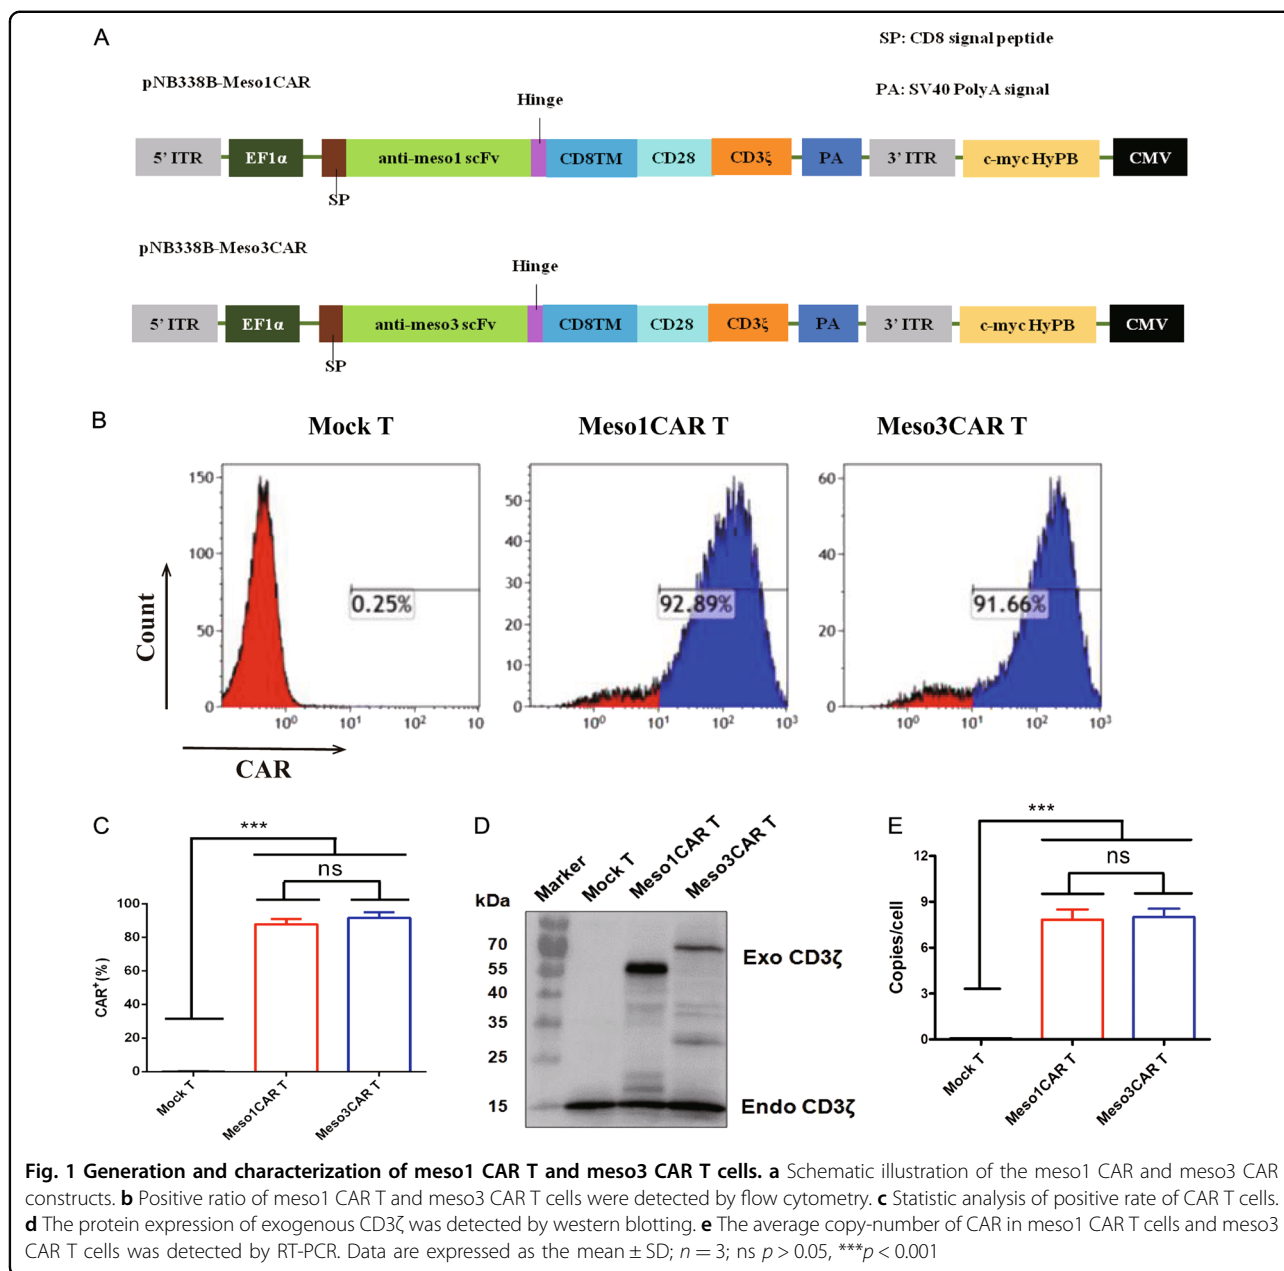 A
SP: CD8 signal peptide
pNB338B-Meso1CAR
PA: SV40 PolyA signal
Hinge
5' ITR EF1α anti-meso1 scFv CD8TM CD28 CD3ξ PA 3' ITR c-myc HyPB CMV
SP
pNB338B-Meso3CAR
Hinge
5' ITR EF1α anti-meso3 scFv CD8TM CD28 CD3ξ PA 3' ITR c-myc HyPB CMV
SP
B
Mock T Meso1CAR T Meso3CAR T
Count
150
100
50
0
0.25%
10⁰ 10¹ 10² 10
50
40
30
20
10
0
92.89%
10⁰ 10¹ 10² 10³
60
40
20
0
91.66%
10⁰ 10¹ 10² 10³
CAR
C
***
ns
CAR⁺(%)
100
80
60
40
20
0
Mock T
Meso1CAR T
Meso3CAR T
D
kDa
Marker
Mock T
Meso1CAR T
Meso3CAR T
70
55
40
35
25
15
Exo CD3ζ
Endo CD3ζ
E
***
ns
Copies/cell
12
9
6
3
0
Mock T
Meso1CAR T
Meso3CAR T
Fig. 1 Generation and characterization of meso1 CAR T and meso3 CAR T cells. a Schematic illustration of the meso1 CAR and meso3 CAR
constructs. b Positive ratio of meso1 CAR T and meso3 CAR T cells were detected by flow cytometry. c Statistic analysis of positive rate of CAR T cells.
d The protein expression of exogenous CD3ζ was detected by western blotting. e The average copy-number of CAR in meso1 CAR T cells and meso3
CAR T cells was detected by RT-PCR. Data are expressed as the mean ± SD; n = 3; ns p > 0.05, ***p < 0.001